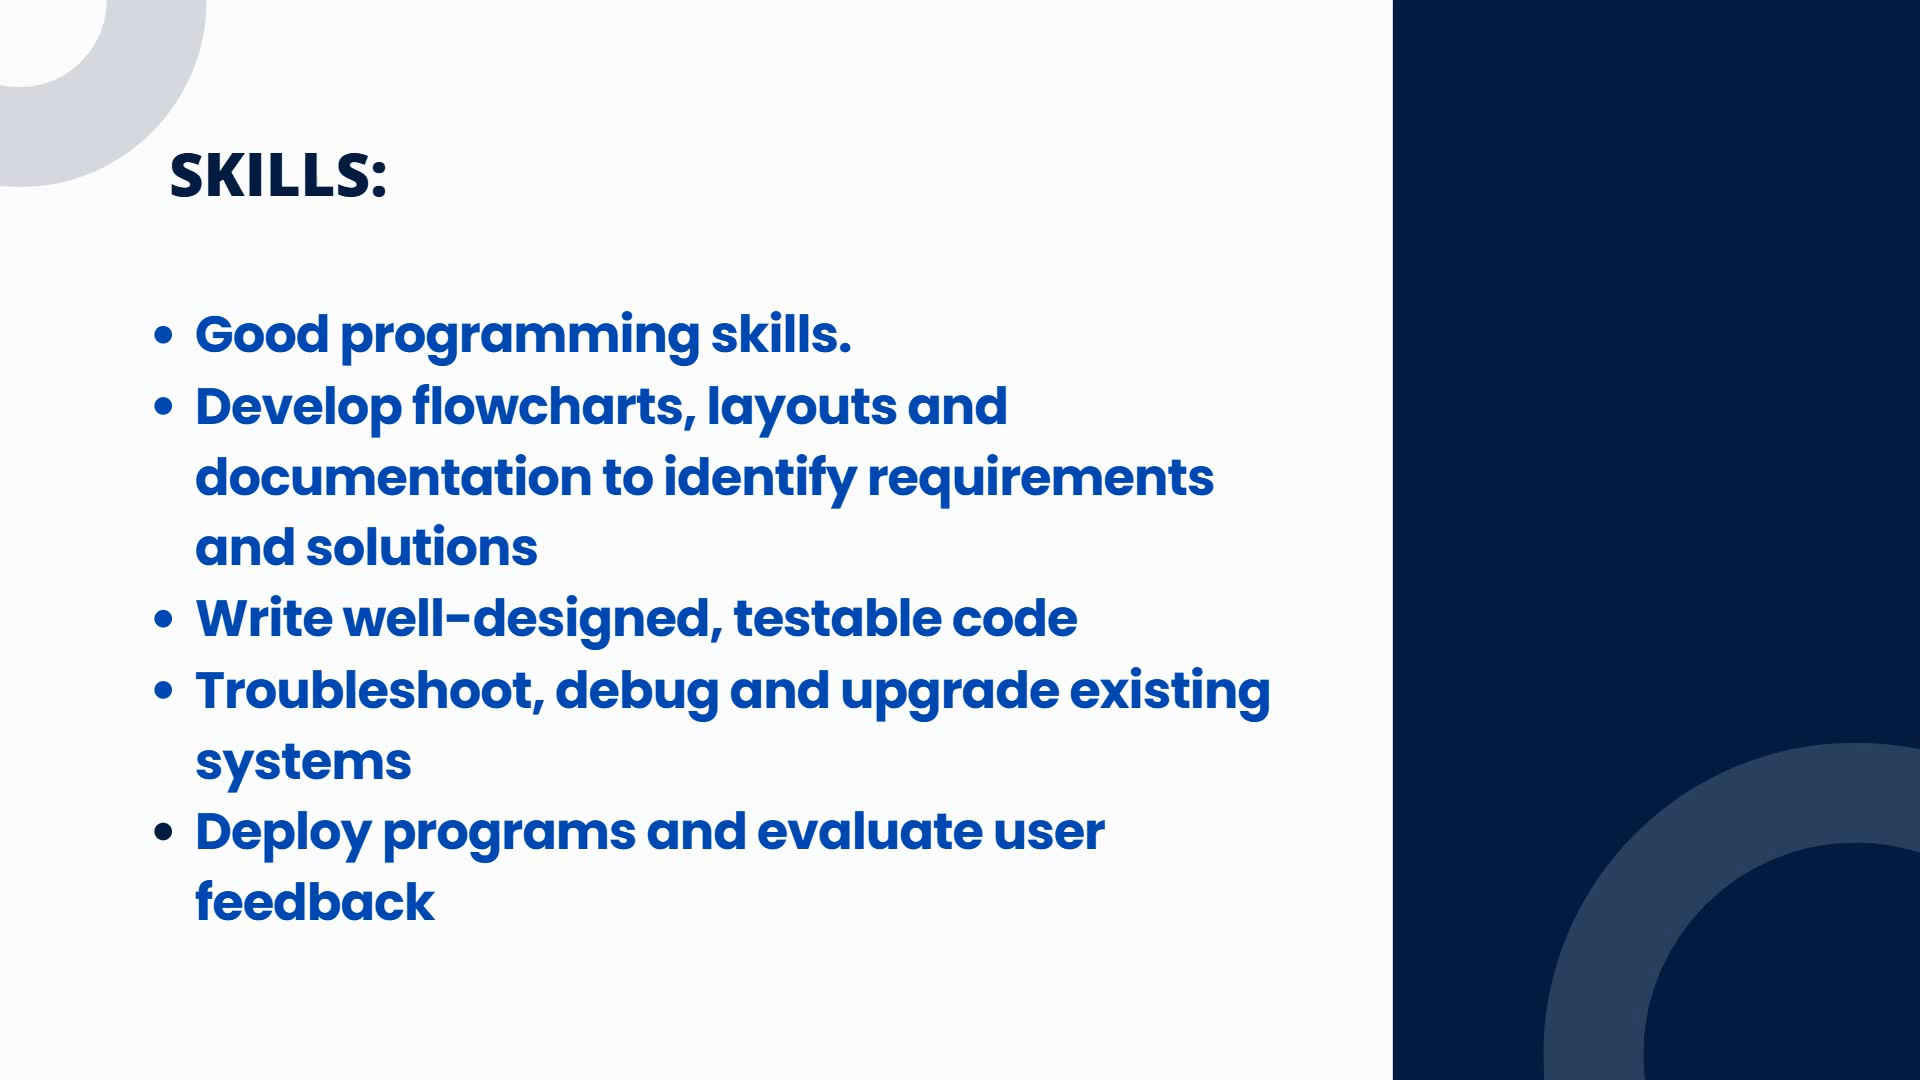 SKILLS:
• Good programming skills.
• Develop flowcharts, layouts and
documentation to identify requirements
and solutions
• Write well-designed, testable code
• Troubleshoot, debug and upgrade existing
systems
• Deploy programs and evaluate user
feedback